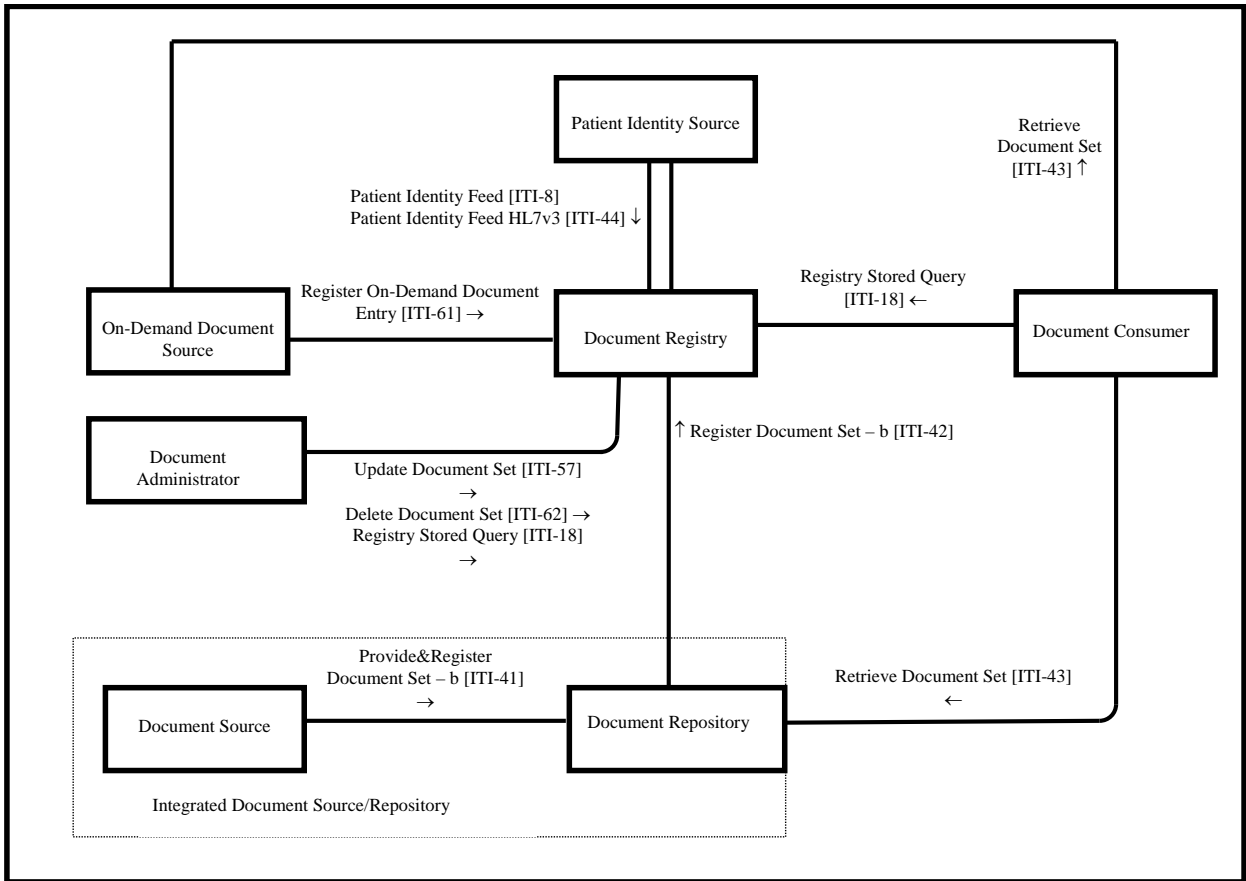 Patient Identity Source
Retrieve
Document Set
[ITI-43] ↑
Patient Identity Feed [ITI-8]
Patient Identity Feed HL7v3 [ITI-44] ↓
Register On-Demand Document
Entry [ITI-61] →
Registry Stored Query
[ITI-18] ←
On-Demand Document
Source
Document Registry
Document Consumer
↑ Register Document Set – b [ITI-42]
Document
Administrator
Update Document Set [ITI-57]
→
Delete Document Set [ITI-62] →
Registry Stored Query [ITI-18]
→
Provide&Register
Document Set – b [ITI-41]
→
Retrieve Document Set [ITI-43]
←
Document Source
Document Repository
Integrated Document Source/Repository